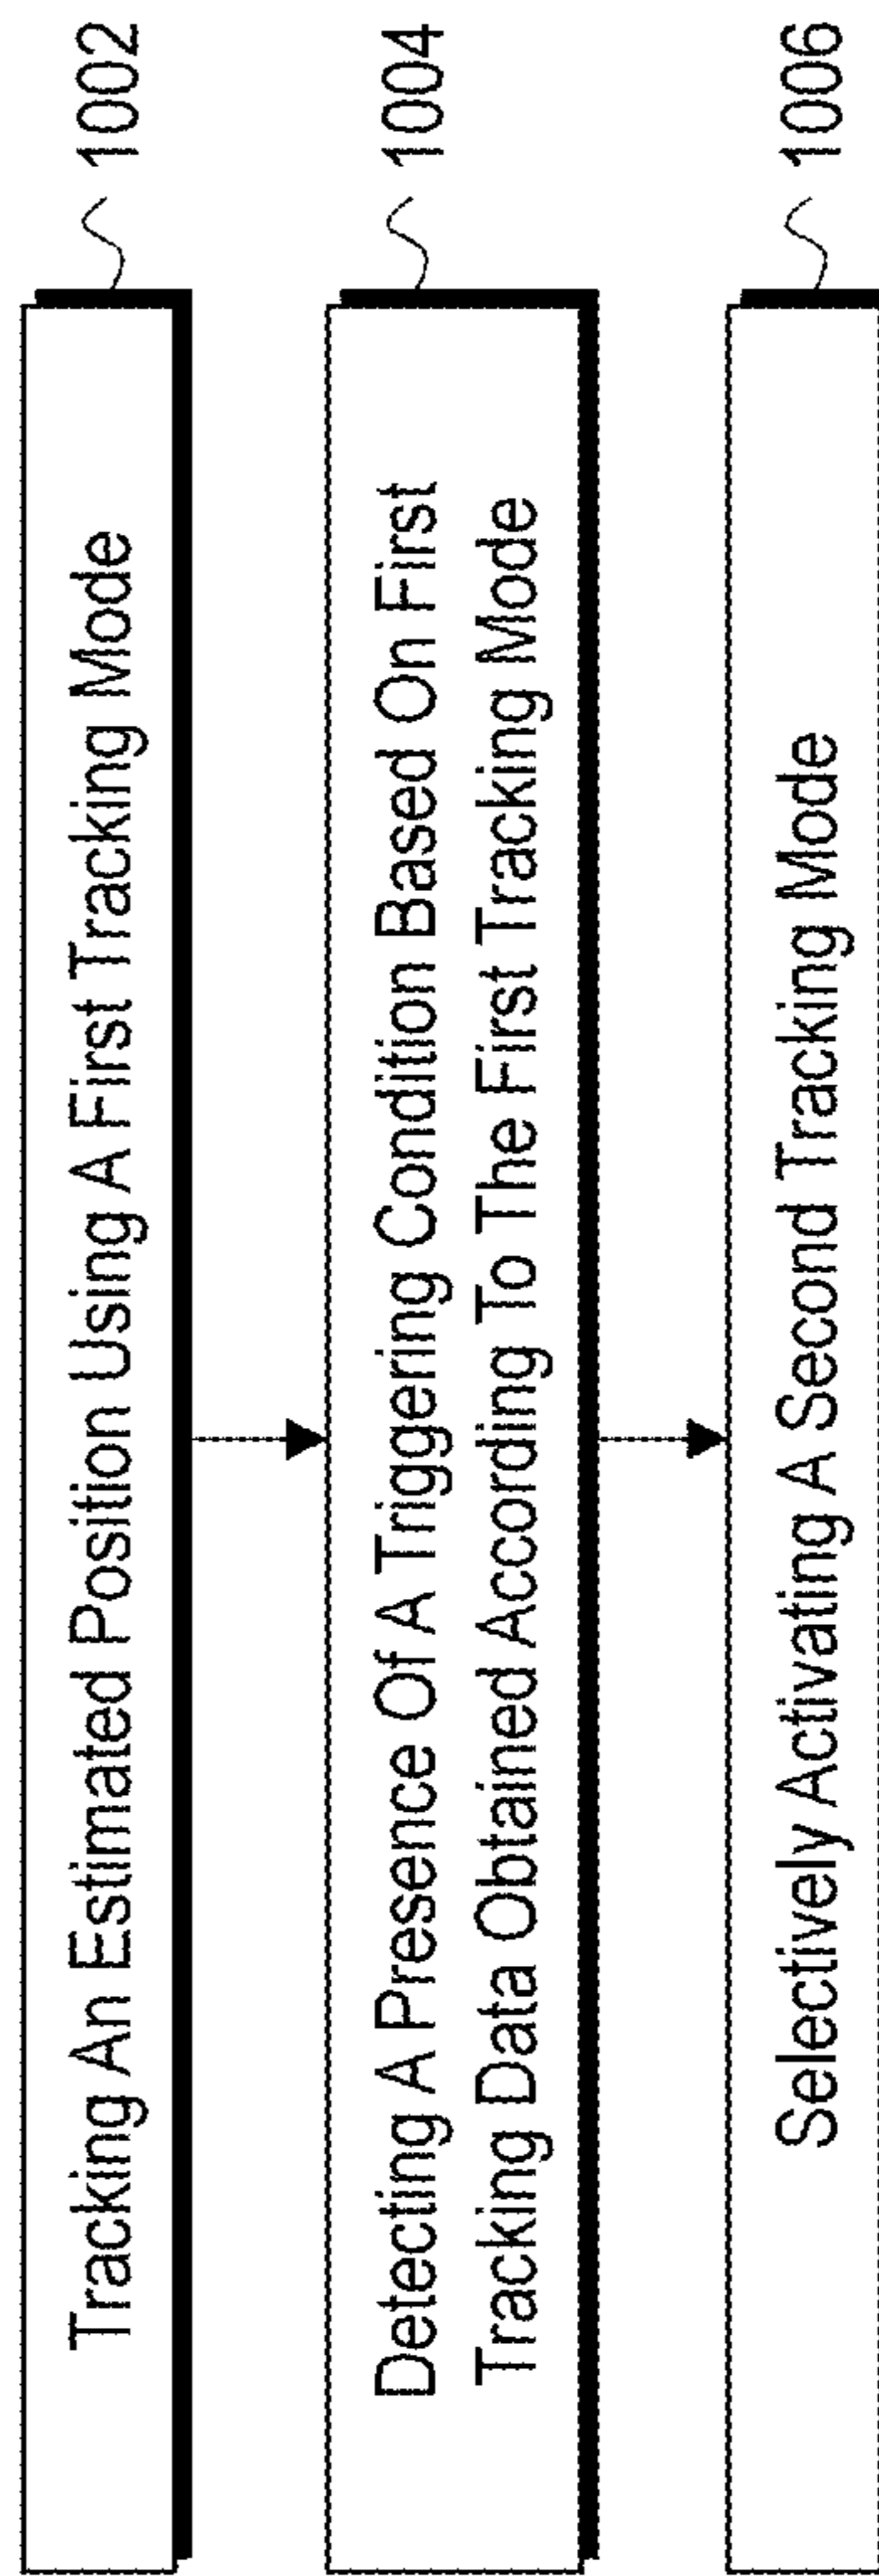 Tracking An Estimated Position Using A First Tracking Mode
1002
Detecting A Presence Of A Triggering Condition Based On First
Tracking Data Obtained According To The First Tracking Mode
1004
Selectively Activating A Second Tracking Mode
1006